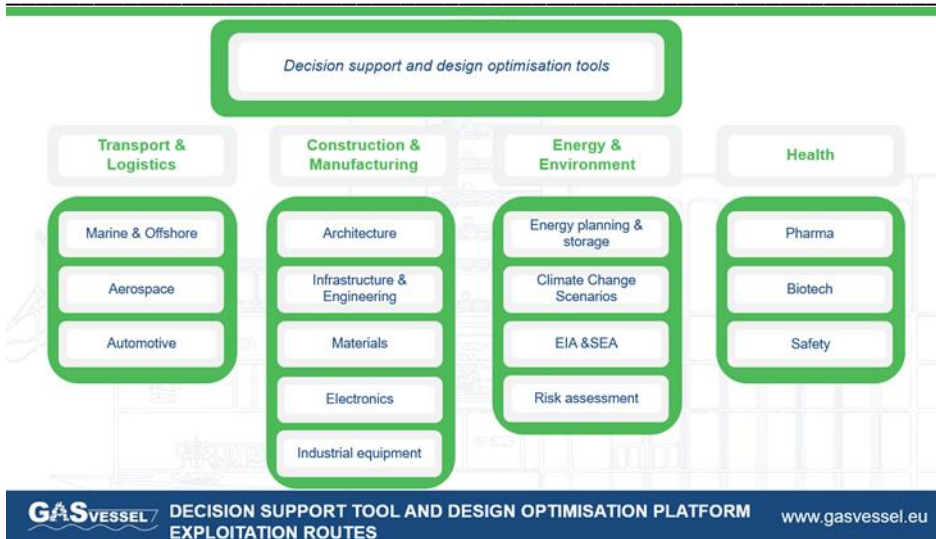 Decision support and design optimisation tools
Transport &
Logistics
Marine & Offshore
Aerospace
Automotive
Construction &
Manufacturing
Architecture
Infrastructure &
Engineering
Materials
Electronics
Industrial equipment
Energy &
Environment
Energy planning &
storage
Climate Change
Scenarios
EIA &SEA
Risk assessment
Health
Pharma
Biotech
Safety
GASVESSEL
DECISION SUPPORT TOOL AND DESIGN OPTIMISATION PLATFORM
EXPLOITATION ROUTES
www.gasvessel.eu